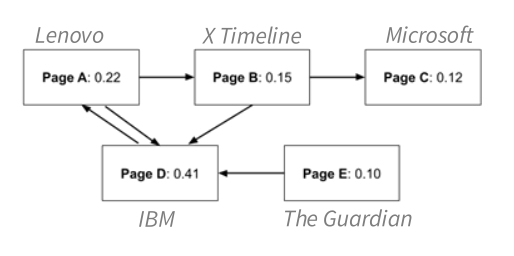 Lenovo
X Timeline
Microsoft
Page A: 0.22
Page B: 0.15
Page C: 0.12
Page D: 0.41
Page E: 0.10
IBM
The Guardian